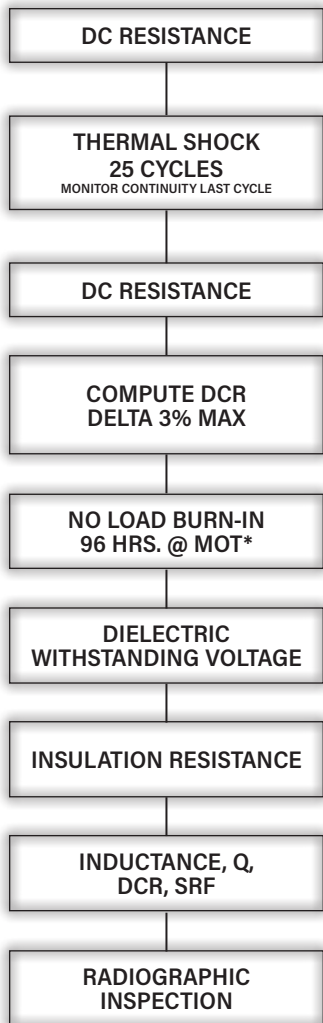 DC RESISTANCE
THERMAL SHOCK
25 CYCLES
MONITOR CONTINUITY LAST CYCLE
DC RESISTANCE
COMPUTE DCR
DELTA 3% MAX
NO LOAD BURN-IN
96 HRS. @ MOT*
DIELECTRIC
WITHSTANDING VOLTAGE
INSULATION RESISTANCE
INDUCTANCE, Q,
DCR, SRF
RADIOGRAPHIC
INSPECTION